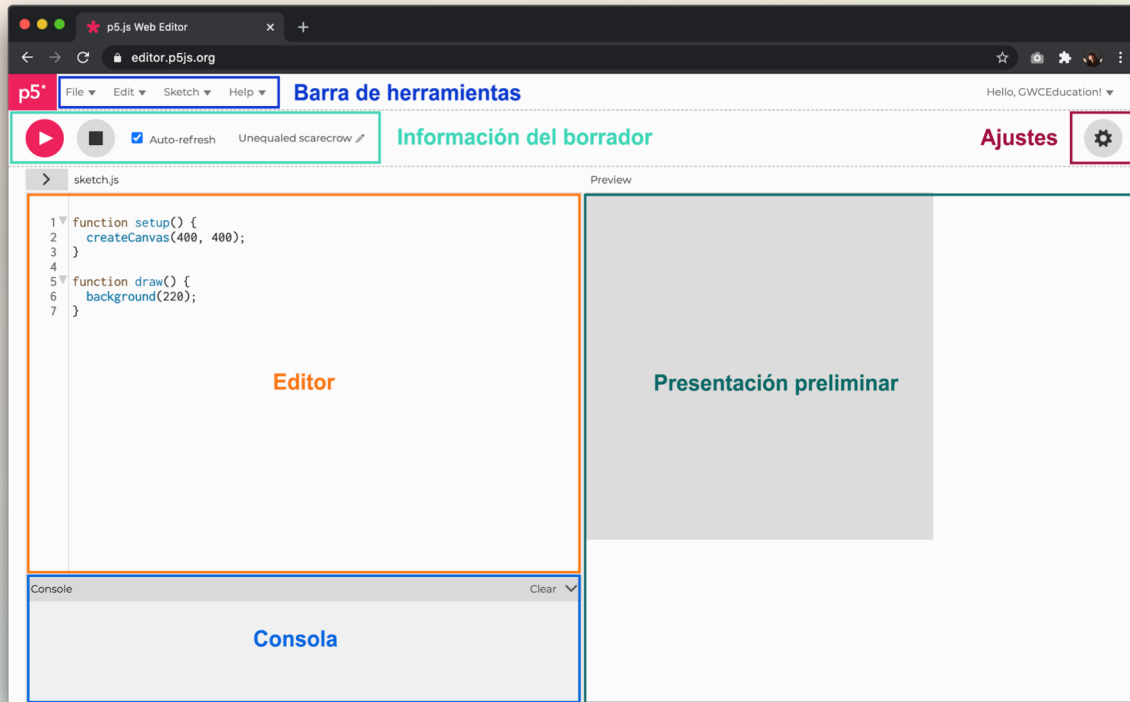 p5.js Web Editor
editor.p5js.org
p5* File Edit Sketch Help Barra de herramientas Hello, GWCEducation!
Auto-refresh Unequaled scarecrow Información del borrador Ajustes
sketch.js Preview
1 function setup() {
2 createCanvas(400, 400);
3 }
4
5 function draw() {
6 background(220);
7 }
Editor
Presentación preliminar
Console Clear
Consola